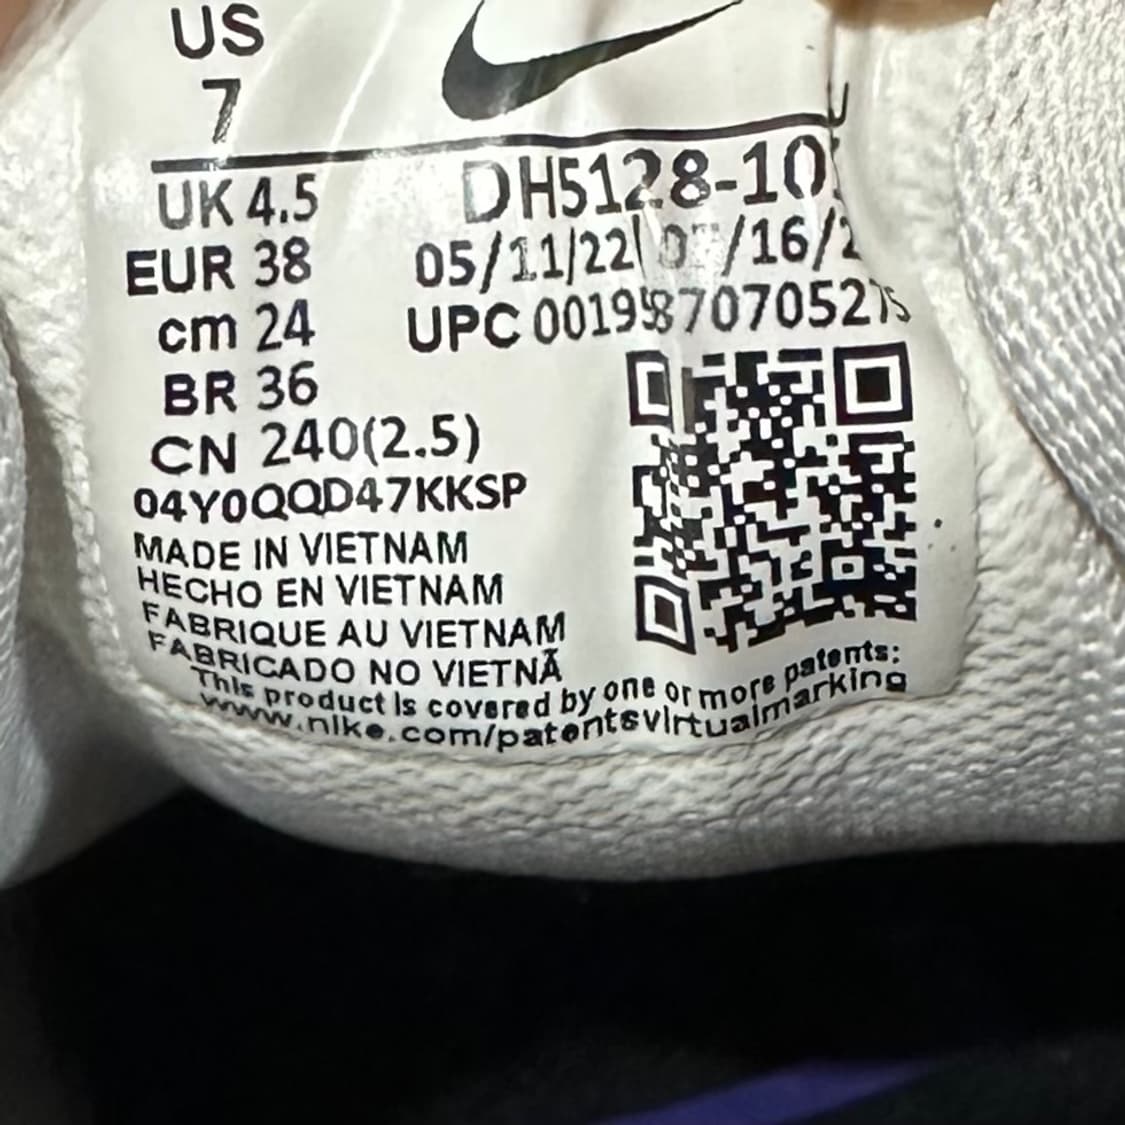 US
7
UK 4.5
EUR 38
cm 24
BR 36
CN 240(2.5)
04Y0QQD47KKSP
MADE IN VIETNAM
HECHO EN VIETNAM
FABRIQUE AU VIETNAM
FABRICADO NO VIETNÃ
This product is covered by one or more patents:
www.nike.com/patentsvirtualmarking
05/11/22
UPC